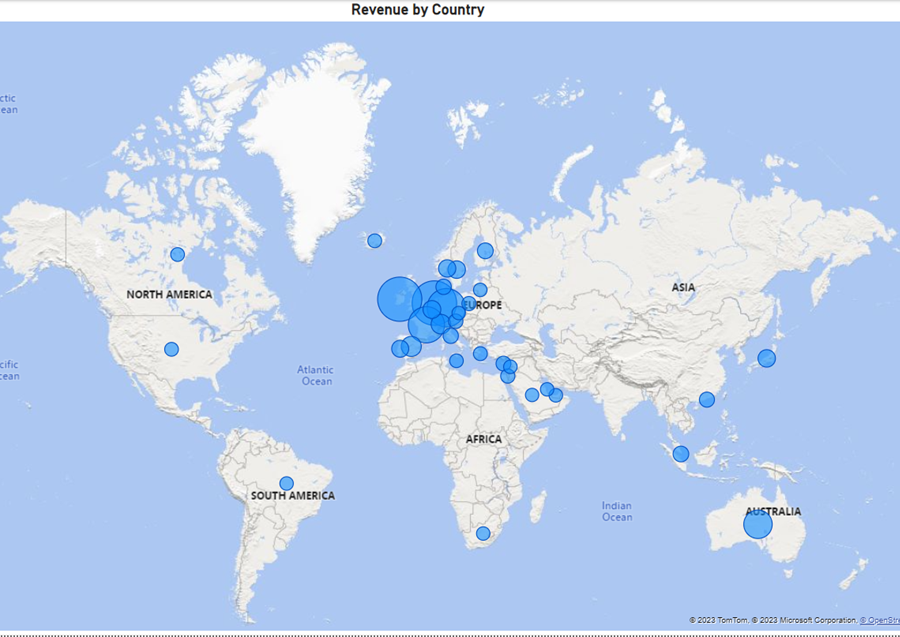 Revenue by Country
ctic
ean
NORTH AMERICA
EUROPE
ASIA
cific
cean
Atlantic
Ocean
AFRICA
SOUTH AMERICA
Indian
Ocean
AUSTRALIA
© 2023 TomTom, © 2023 Microsoft Corporation, © OpenStre